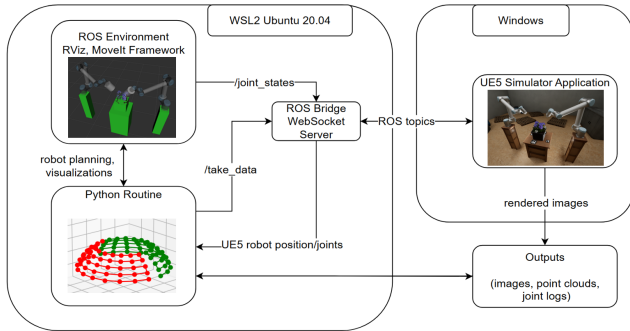 WSL2 Ubuntu 20.04
Windows
ROS Environment
RViz, MoveIt Framework
/joint_states
ROS Bridge
WebSocket
Server
ROS topics
UE5 Simulator Application
robot planning,
visualizations
/take_data
Python Routine
UE5 robot position/joints
rendered images
Outputs
(images, point clouds,
joint logs)